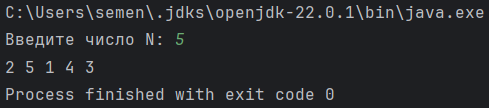 C:\Users\semen\.jdks\openjdk-22.0.1\bin\java.exe
Введите число N: 5
2 5 1 4 3
Process finished with exit code 0